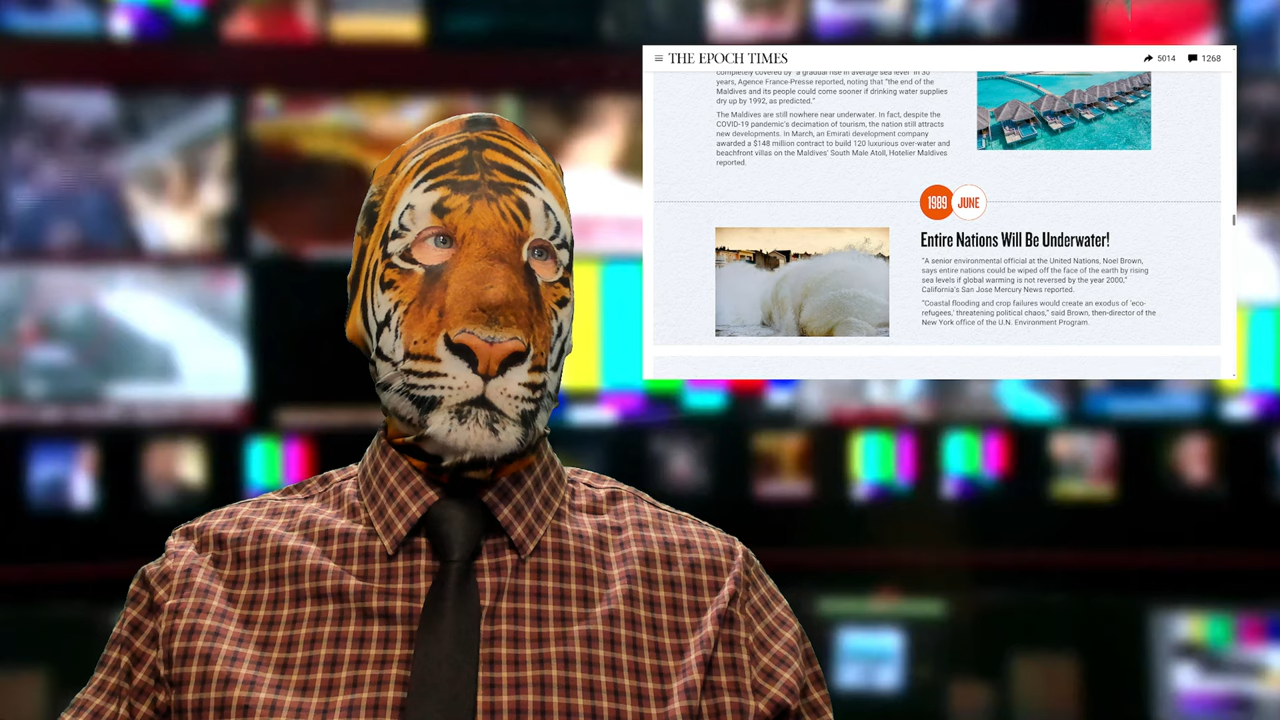 THE EPOCH TIMES
5014
1268
completely covered by "a gradual rise in average sea level" in 30
years, Agence France-Presse reported, noting that "the end of the
Maldives and its people could come sooner if drinking water supplies
dry up by 1992, as predicted."
The Maldives are still nowhere near underwater. In fact, despite the
COVID-19 pandemic's decimation of tourism, the nation still attracts
new developments. In March, an Emirati development company
awarded a $148 million contract to build 120 luxurious over-water and
beachfront villas on the Maldives' South Male Atoll, Hotelier Maldives
reported.
1989 JUNE
Entire Nations Will Be Underwater!
"A senior environmental official at the United Nations, Noel Brown,
says entire nations could be wiped off the face of the earth by rising
sea levels if global warming is not reversed by the year 2000,"
California's San Jose Mercury News reported.
"Coastal flooding and crop failures would create an exodus of 'eco-
refugees,' threatening political chaos," said Brown, then-director of the
New York office of the U.N. Environment Program.